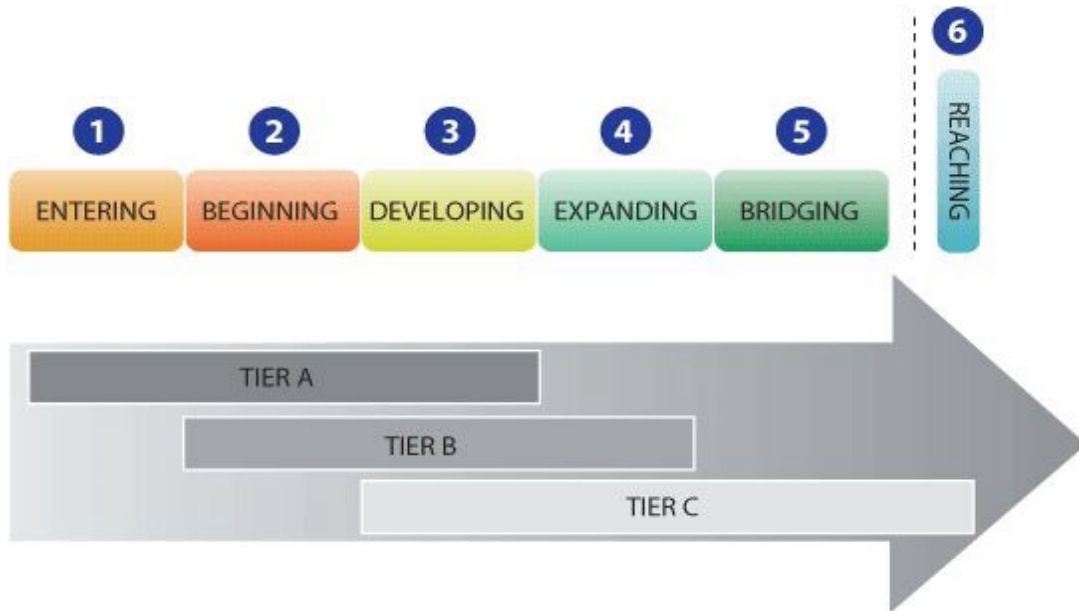 6
REACHING
1 2 3 4 5
ENTERING BEGINNING DEVELOPING EXPANDING BRIDGING
TIER A
TIER B
TIER C